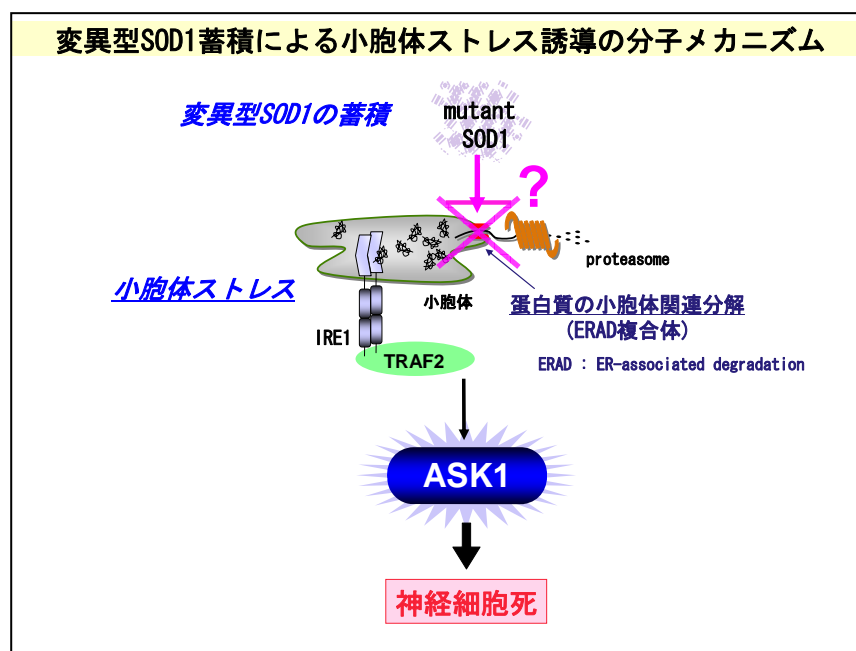 変異型SOD1蓄積による小胞体ストレス誘導の分子メカニズム
変異型SOD1の蓄積
mutant
SOD1
?
proteasome
小胞体ストレス
小胞体
蛋白質の小胞体関連分解
(ERAD複合体)
IRE1
TRAF2
ERAD : ER-associated degradation
ASK1
神経細胞死